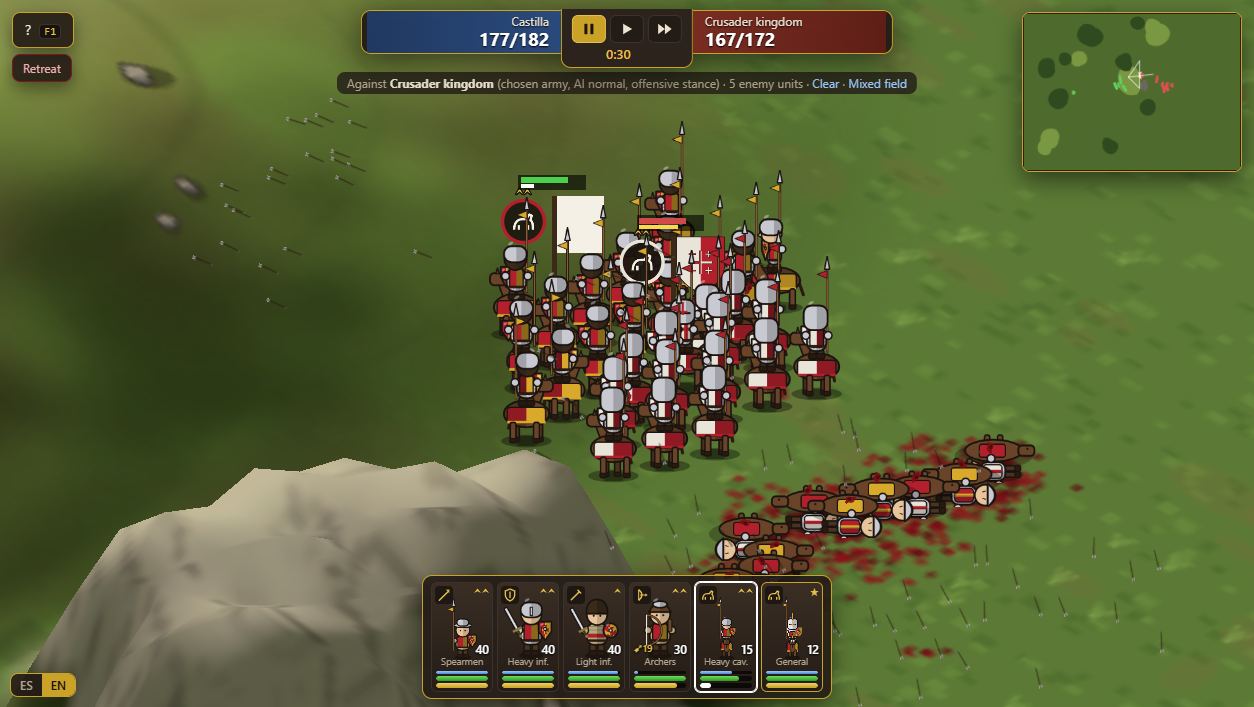 ? F1
Retreat
Castilla
177/182
0:30
Crusader kingdom
167/172
Against Crusader kingdom (chosen army, AI normal, offensive stance) · 5 enemy units · Clear · Mixed field
40
Spearmen
40
Heavy inf.
40
Light inf.
19
30
Archers
15
Heavy cav.
12
General
ES EN